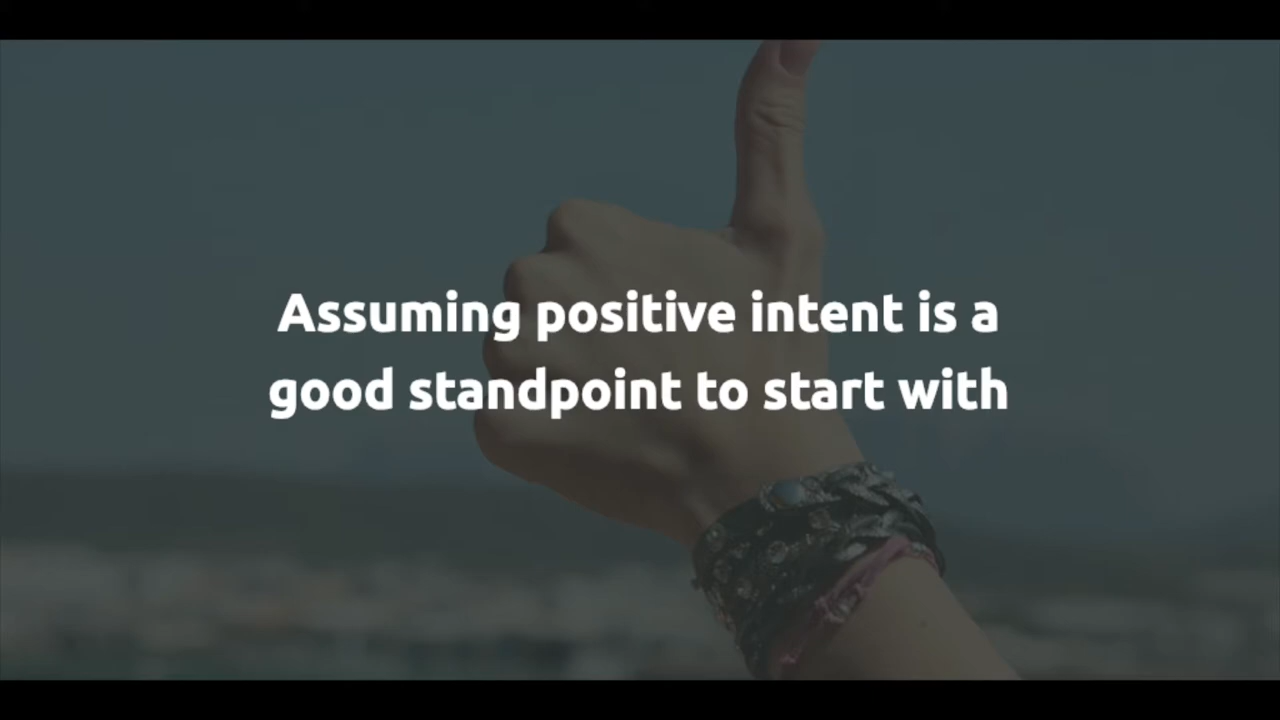 Assuming positive intent is a
good standpoint to start with